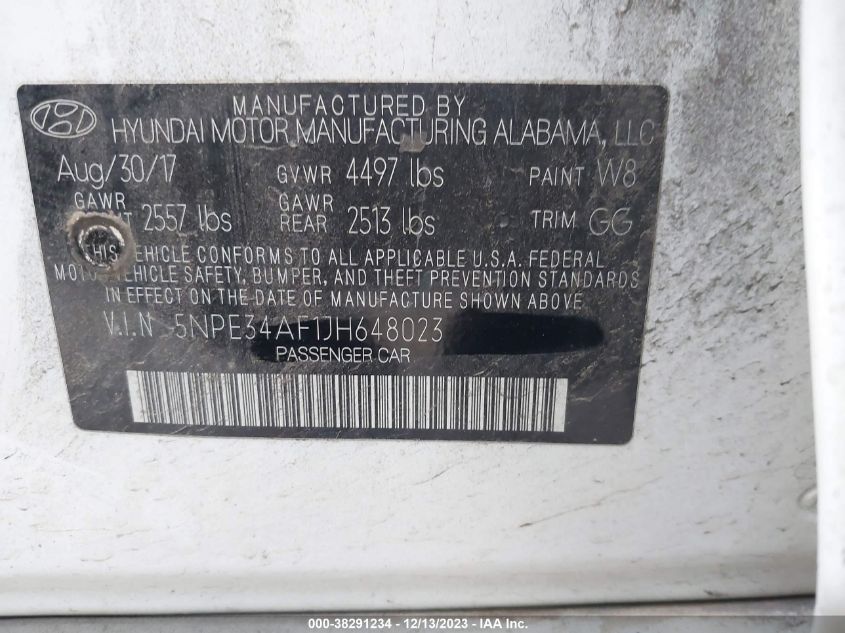 MANUFACTURED BY
HYUNDAI MOTOR MANUFACTURING ALABAMA, LLC
Aug/30/17 GVWR 4497 lbs PAINT W8
GAWR 2557 lbs GAWR REAR 2513 lbs TRIM GG
THIS VEHICLE CONFORMS TO ALL APPLICABLE U.S.A. FEDERAL
VEHICLE SAFETY, BUMPER, AND THEFT PREVENTION STANDARDS
IN EFFECT ON THE DATE OF MANUFACTURE SHOWN ABOVE.
V.I.N 5NPE34AF1JH648023
PASSENGER CAR
000-38291234 - 12/13/2023 - © IAA Inc.